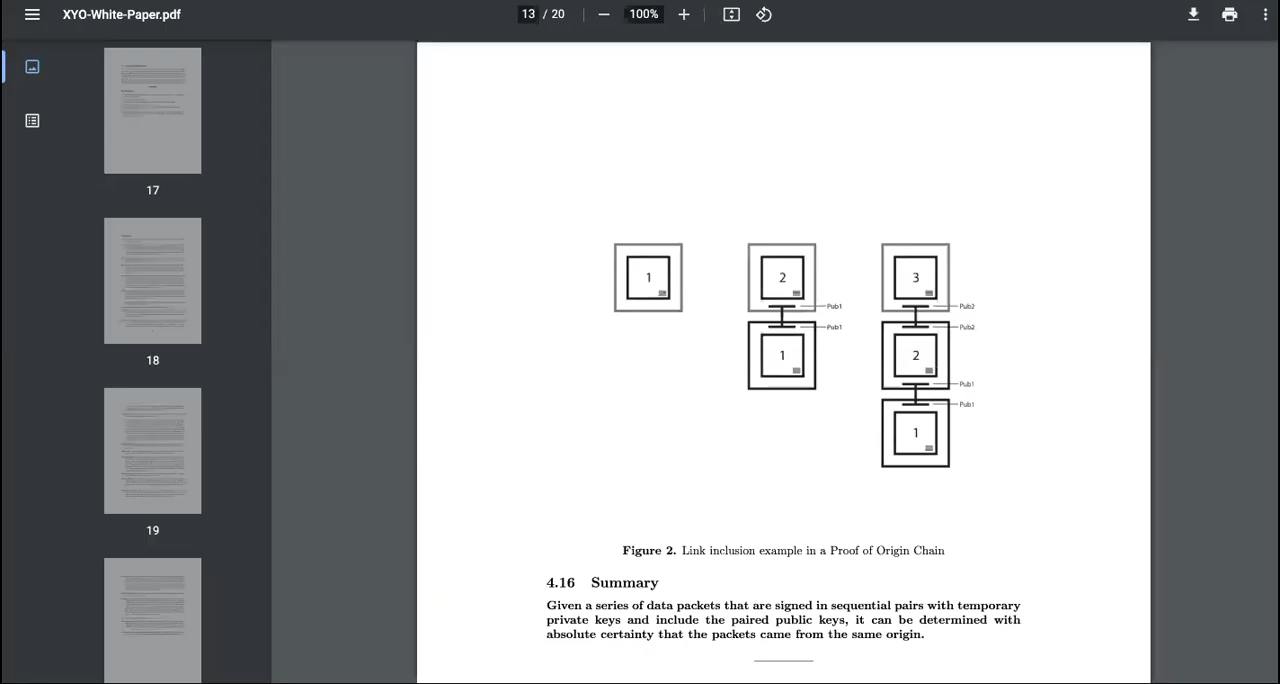 XYO-White-Paper.pdf
13 / 20
100%
17
18
19
1
2
Pub1
Pub1
1
3
Pub2
Pub2
2
Pub1
Pub1
1
Figure 2. Link inclusion example in a Proof of Origin Chain
4.16 Summary
Given a series of data packets that are signed in sequential pairs with temporary
private keys and include the paired public keys, it can be determined with
absolute certainty that the packets came from the same origin.